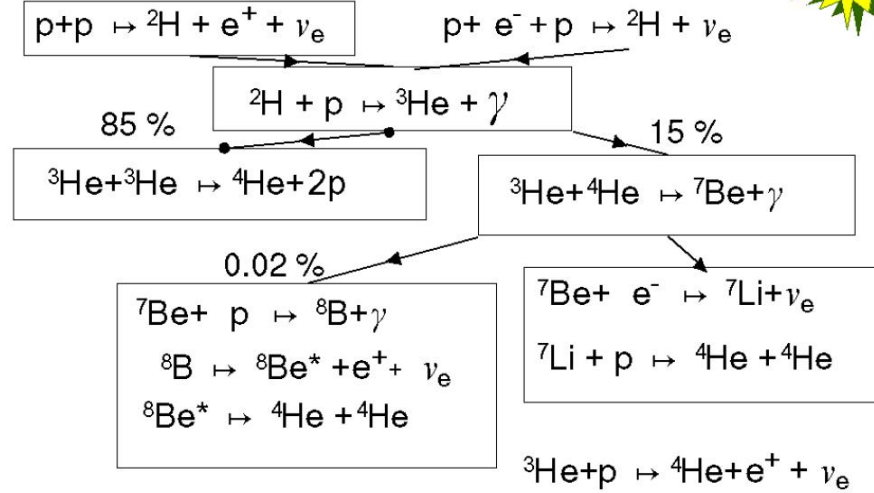 p+p ↦ ²H + e⁺ + νₑ
p+ e⁻ + p ↦ ²H + νₑ
²H + p ↦ ³He + γ
85 %
15 %
³He+³He ↦ ⁴He+2p
³He+⁴He ↦ ⁷Be+γ
0.02 %
⁷Be+ p ↦ ⁸B+γ
⁸B ↦ ⁸Be* +e⁺+ νₑ
⁸Be* ↦ ⁴He +⁴He
⁷Be+ e⁻ ↦ ⁷Li+νₑ
⁷Li + p ↦ ⁴He +⁴He
³He+p ↦ ⁴He+e⁺ + νₑ